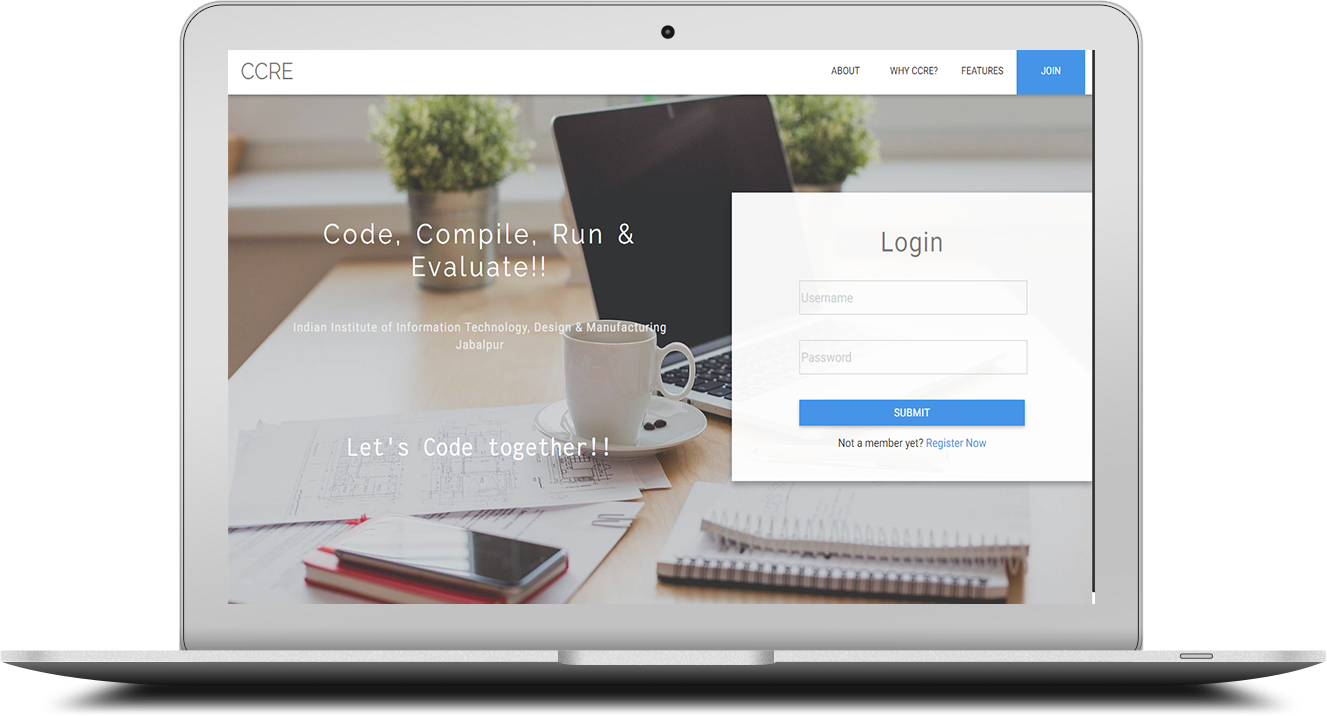 CCRE
ABOUT
WHY CCRE?
FEATURES
JOIN
Code, Compile, Run &
Evaluate!!
Indian Institute of Information Technology, Design & Manufacturing
Jabalpur
Let's Code together!!
Login
Username
Password
SUBMIT
Not a member yet? Register Now